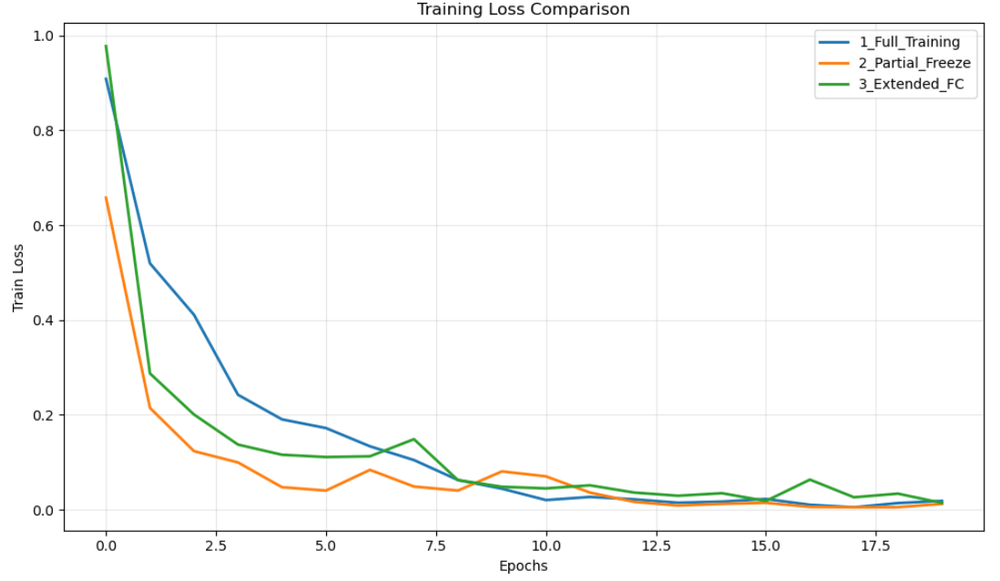 Training Loss Comparison
1.0
0.8
0.6
0.4
0.2
0.0
Train Loss
1_Full_Training
2_Partial_Freeze
3_Extended_FC
0.0 2.5 5.0 7.5 10.0 12.5 15.0 17.5
Epochs